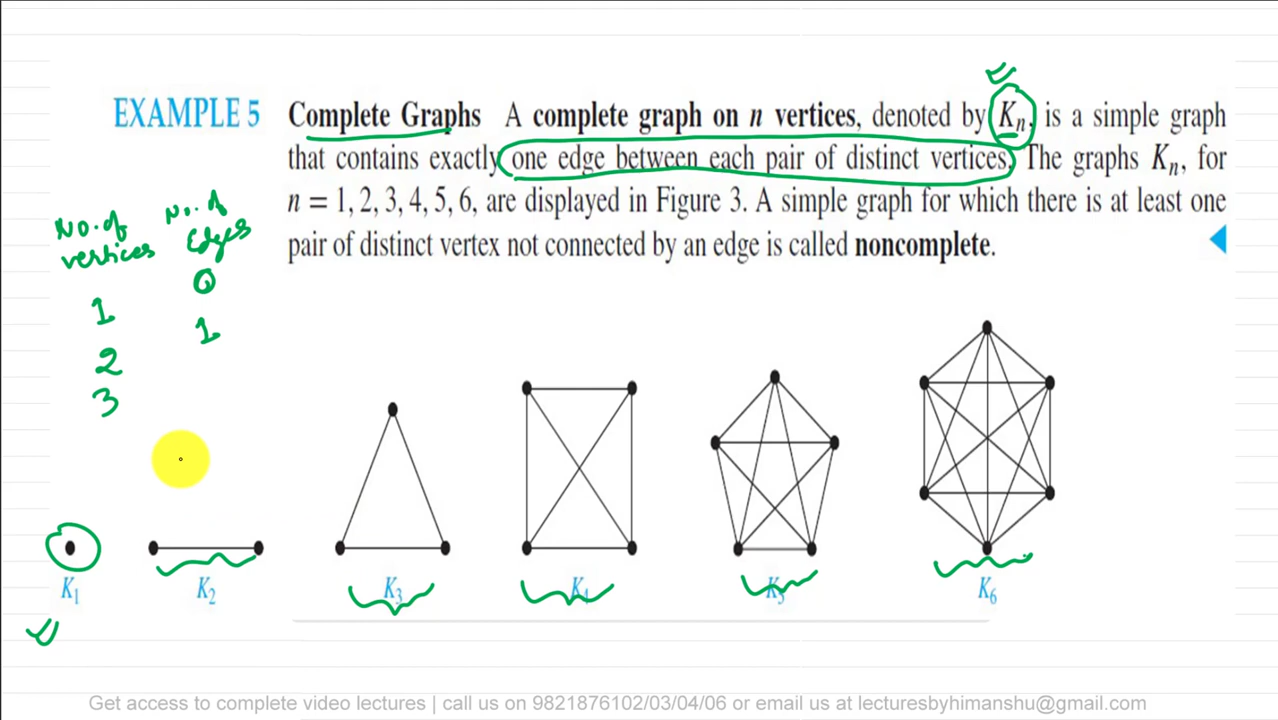 EXAMPLE 5 Complete Graphs A complete graph on n vertices, denoted by Kn, is a simple graph
that contains exactly one edge between each pair of distinct vertices. The graphs Kn, for
n = 1, 2, 3, 4, 5, 6, are displayed in Figure 3. A simple graph for which there is at least one
pair of distinct vertex not connected by an edge is called noncomplete.
No. of vertices
No. of Edges
0
1
1
2
3
K1
K2
K3
K4
K5
K6
Get access to complete video lectures | call us on 9821876102/03/04/06 or email us at lecturesbyhimanshu@gmail.com